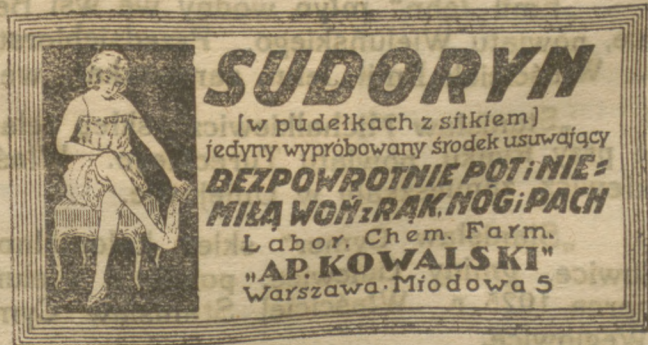 SUDORYN
(w pudełkach z sitkiem)
jedyny wypróbowany środek usuwający
BEZPOWROTNIE POT i NIE=
MIŁĄ WOŃ z RĄK, NÓG i PACH
Labor. Chem. Farm.
„AP. KOWALSKI"
Warszawa · Miodowa 5